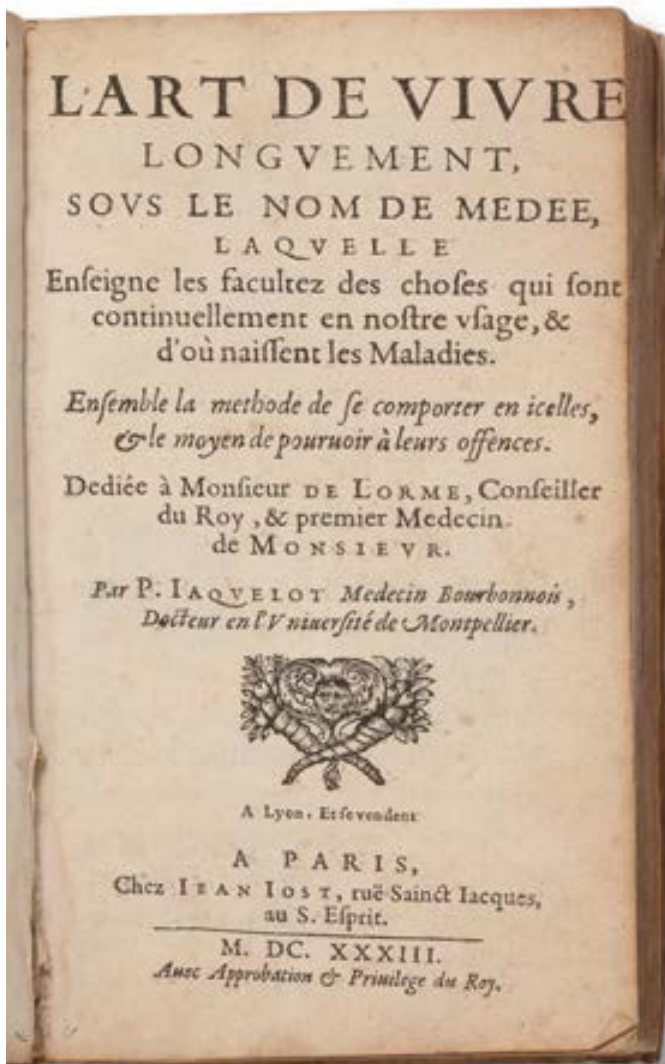 L'ART DE VIVRE
LONGVEMENT,
SOVS LE NOM DE MEDEE,
LAQVELLE
Enſeigne les facultez des choſes qui ſont
continuellement en noſtre vſage, &
d'où naiſſent les Maladies.
Enſemble la methode de ſe comporter en icelles,
& le moyen de pouruoir à leurs offences.
Dediée à Monſieur DE LORME, Conſeiller
du Roy, & premier Medecin
de MONSIEVR.
Par P. IAQVELOT Medecin Bourbonnois,
Docteur en l'Vniuerſité de Montpellier.
A Lyon, Et ſe vendent
A PARIS,
Chez IEAN IOST, ruë Sainct Iacques,
au S. Eſprit.
M. DC. XXXIII.
Auec Approbation & Priuilege du Roy.